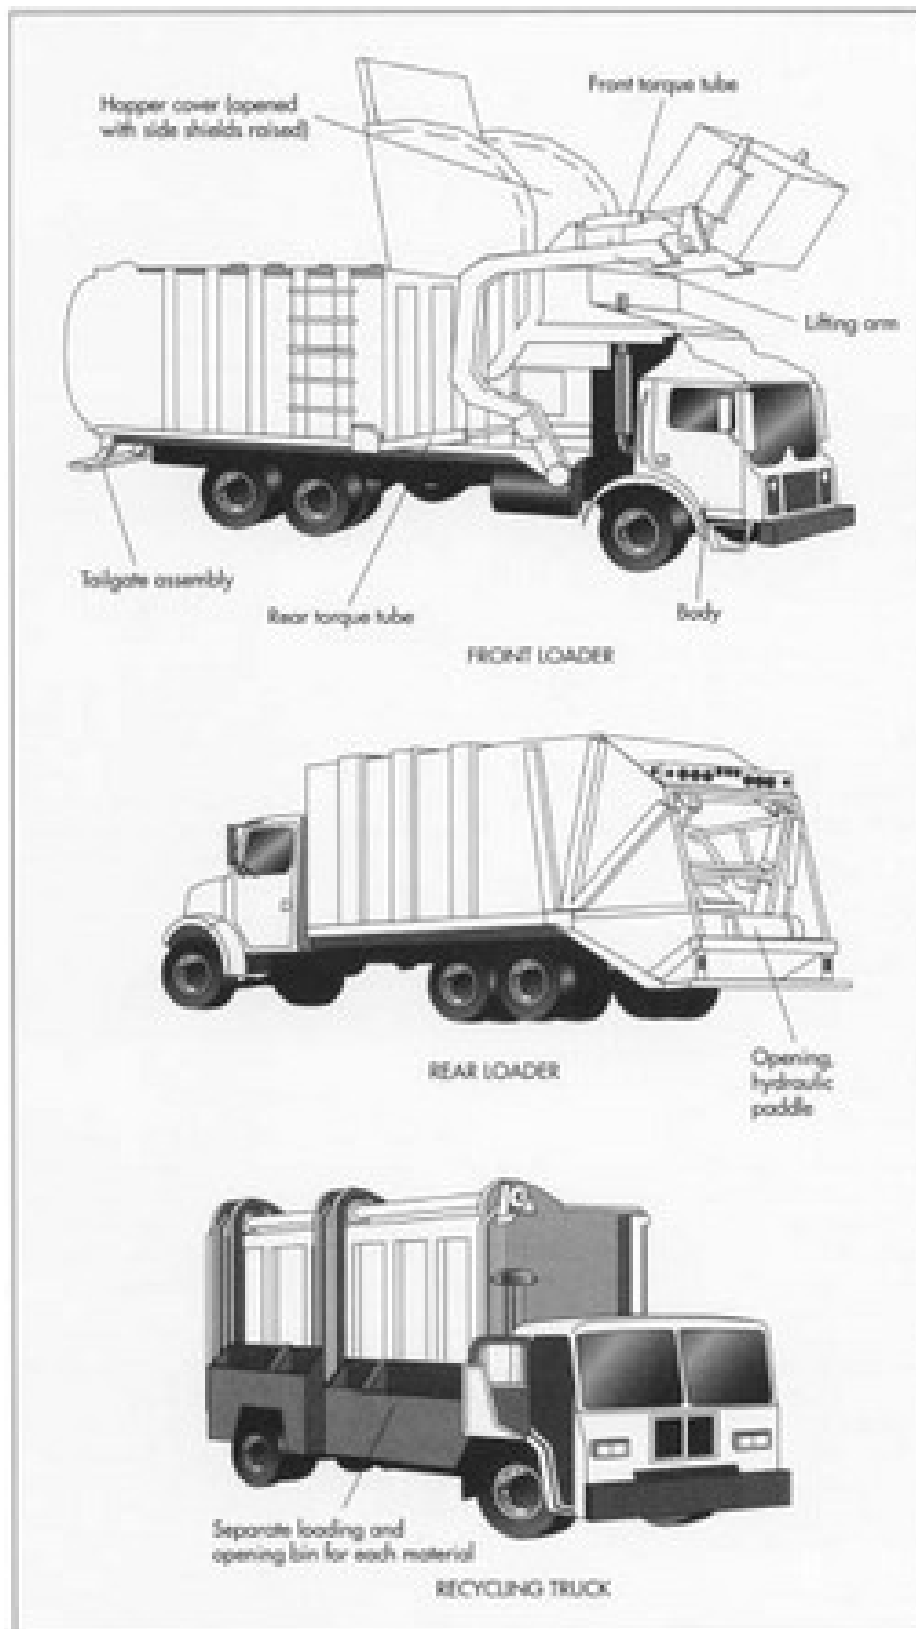 Hopper cover (opened
with side shields raised)
Front torque tube
Lifting arm
Tailgate assembly
Rear torque tube
Body
FRONT LOADER
REAR LOADER
Opening,
hydraulic
paddle
Separate loading and
opening bin for each material
RECYCLING TRUCK